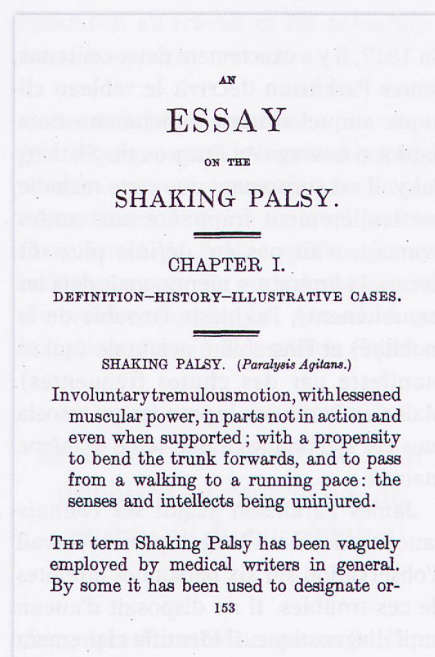 AN
ESSAY
ON THE
SHAKING PALSY.
CHAPTER I.
DEFINITION—HISTORY—ILLUSTRATIVE CASES.
SHAKING PALSY. (Paralysis Agitans.)
Involuntary tremulous motion, with lessened
muscular power, in parts not in action and
even when supported; with a propensity
to bend the trunk forwards, and to pass
from a walking to a running pace: the
senses and intellects being uninjured.
THE term Shaking Palsy has been vaguely
employed by medical writers in general.
By some it has been used to designate or-
153